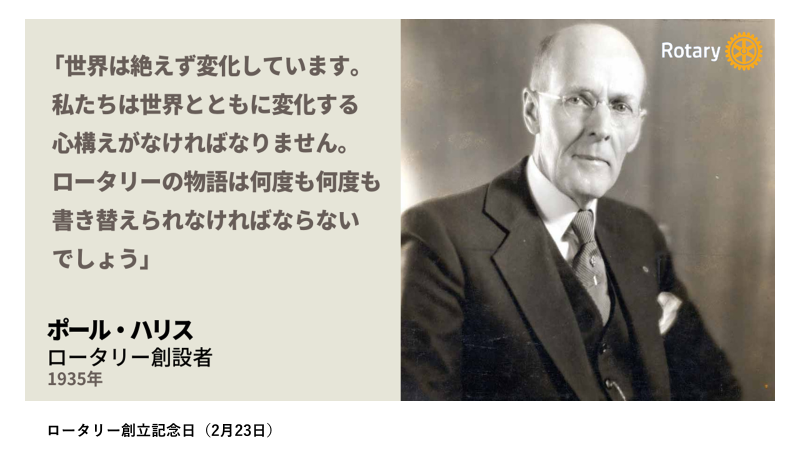 「世界は絶えず変化しています。
私たちは世界とともに変化する
心構えがなければなりません。
ロータリーの物語は何度も何度も
書き替えられなければならない
でしょう」
ポール・ハリス
ロータリー創設者
1935年
Rotary
ロータリー創立記念日（2月23日）